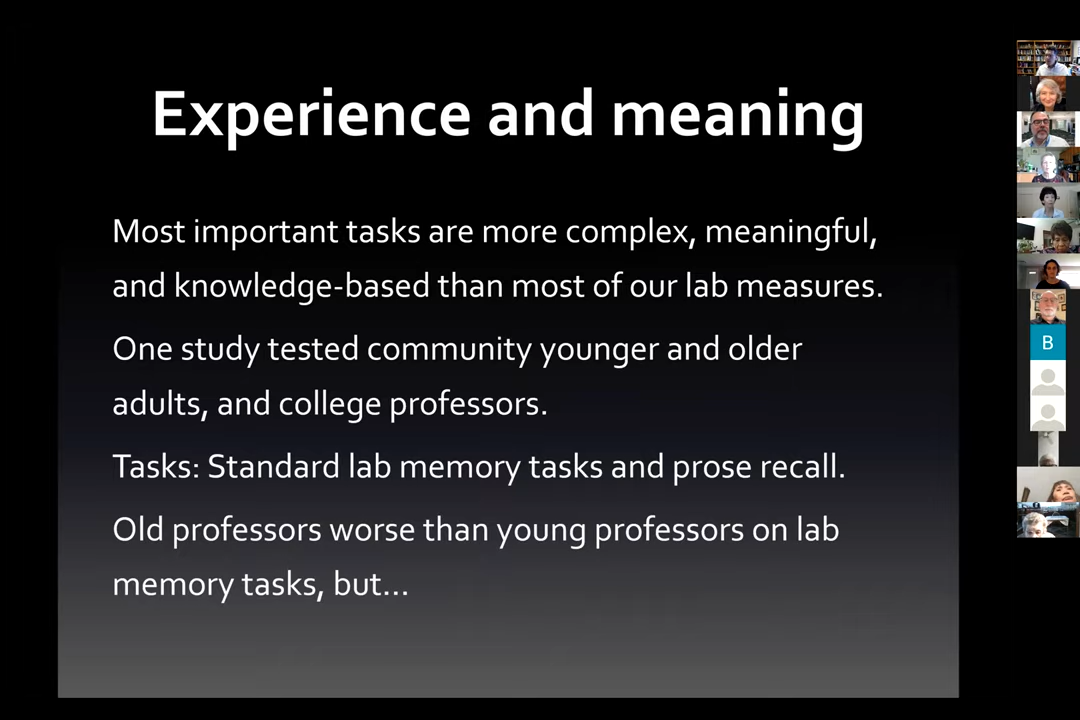 Experience and meaning
Most important tasks are more complex, meaningful,
and knowledge-based than most of our lab measures.
One study tested community younger and older
adults, and college professors.
Tasks: Standard lab memory tasks and prose recall.
Old professors worse than young professors on lab
memory tasks, but...
B